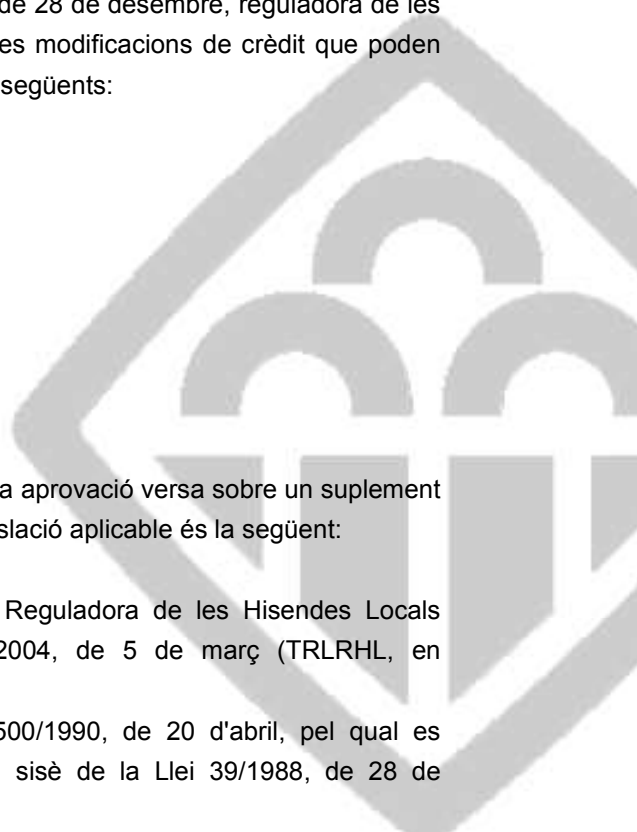 de 28 de desembre, reguladora de les
es modificacions de crèdit que poden
següents:
a aprovació versa sobre un suplement
slació aplicable és la següent:
Reguladora de les Hisendes Locals
2004, de 5 de març (TRLRHL, en
500/1990, de 20 d'abril, pel qual es
sisè de la Llei 39/1988, de 28 de